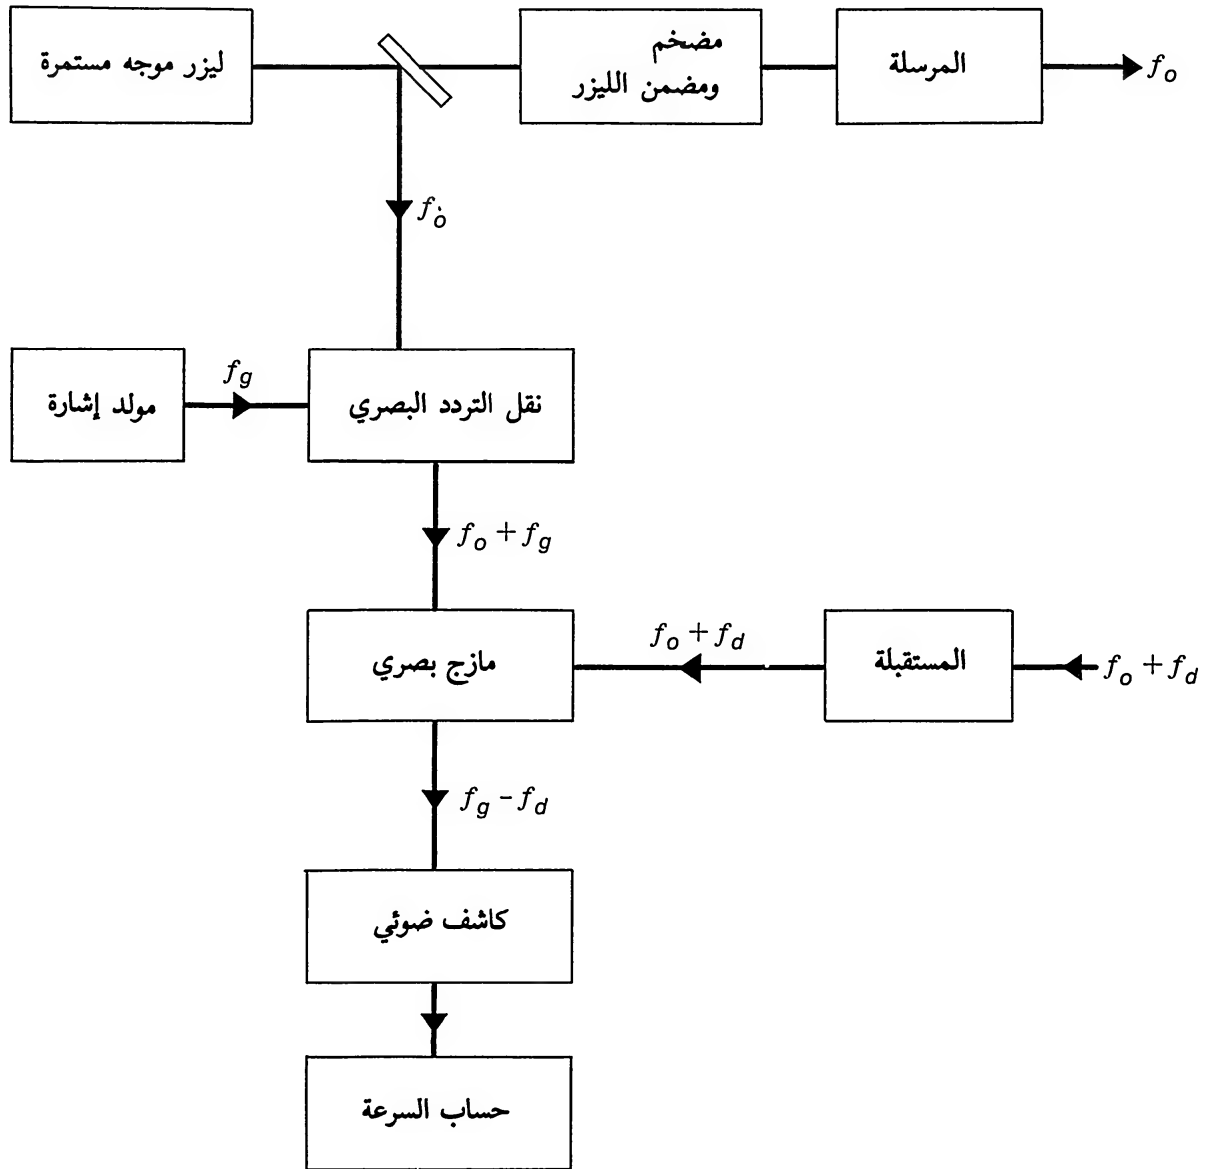 ليزر موجه مستمرة
مضخم
ومضمن الليزر
المرسلة
f_o
f_ò
مولد إشارة
f_g
نقل التردد البصري
f_o + f_g
مازج بصري
f_o + f_d
المستقبلة
f_o + f_d
f_g - f_d
كاشف ضوئي
حساب السرعة